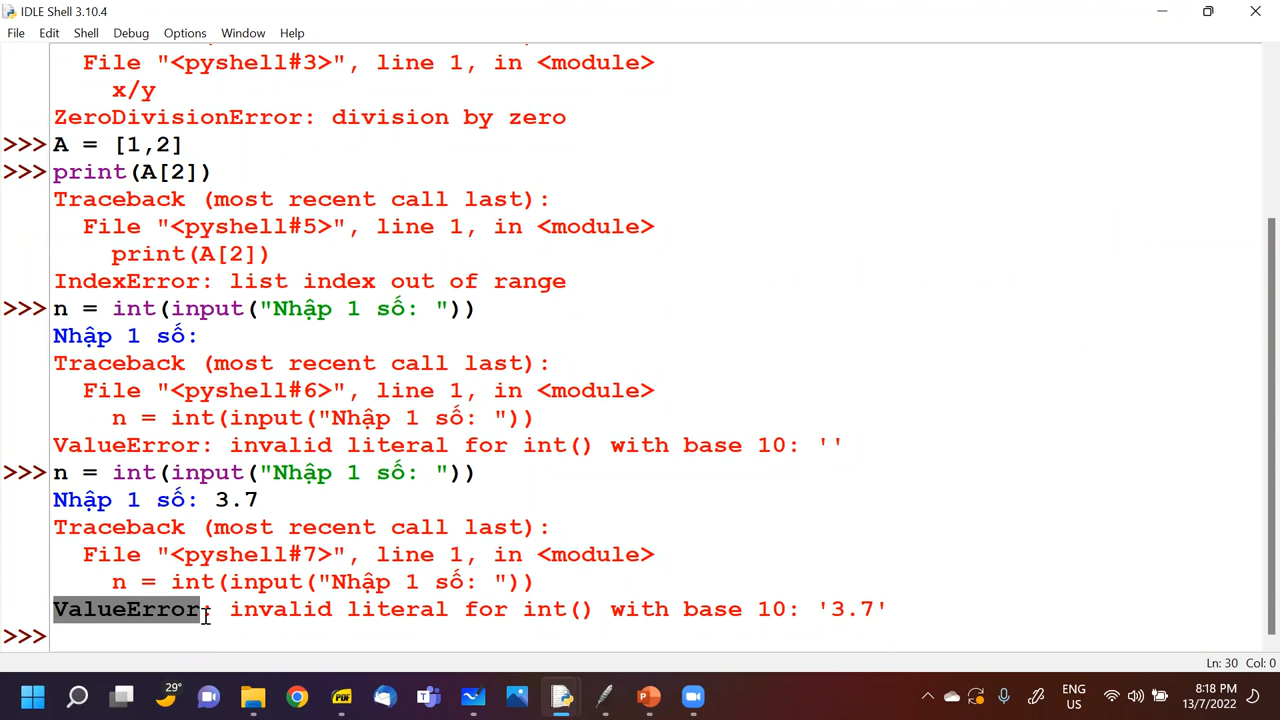 IDLE Shell 3.10.4
File Edit Shell Debug Options Window Help
File "<pyshell#3>", line 1, in <module>
x/y
ZeroDivisionError: division by zero
>>> A = [1,2]
>>> print(A[2])
Traceback (most recent call last):
File "<pyshell#5>", line 1, in <module>
print(A[2])
IndexError: list index out of range
>>> n = int(input("Nhập 1 số: "))
Nhập 1 số:
Traceback (most recent call last):
File "<pyshell#6>", line 1, in <module>
n = int(input("Nhập 1 số: "))
ValueError: invalid literal for int() with base 10: ''
>>> n = int(input("Nhập 1 số: "))
Nhập 1 số: 3.7
Traceback (most recent call last):
File "<pyshell#7>", line 1, in <module>
n = int(input("Nhập 1 số: "))
ValueError: invalid literal for int() with base 10: '3.7'
>>>
Ln: 30 Col: 0
29°
PDF
ENG
US
8:18 PM
13/7/2022